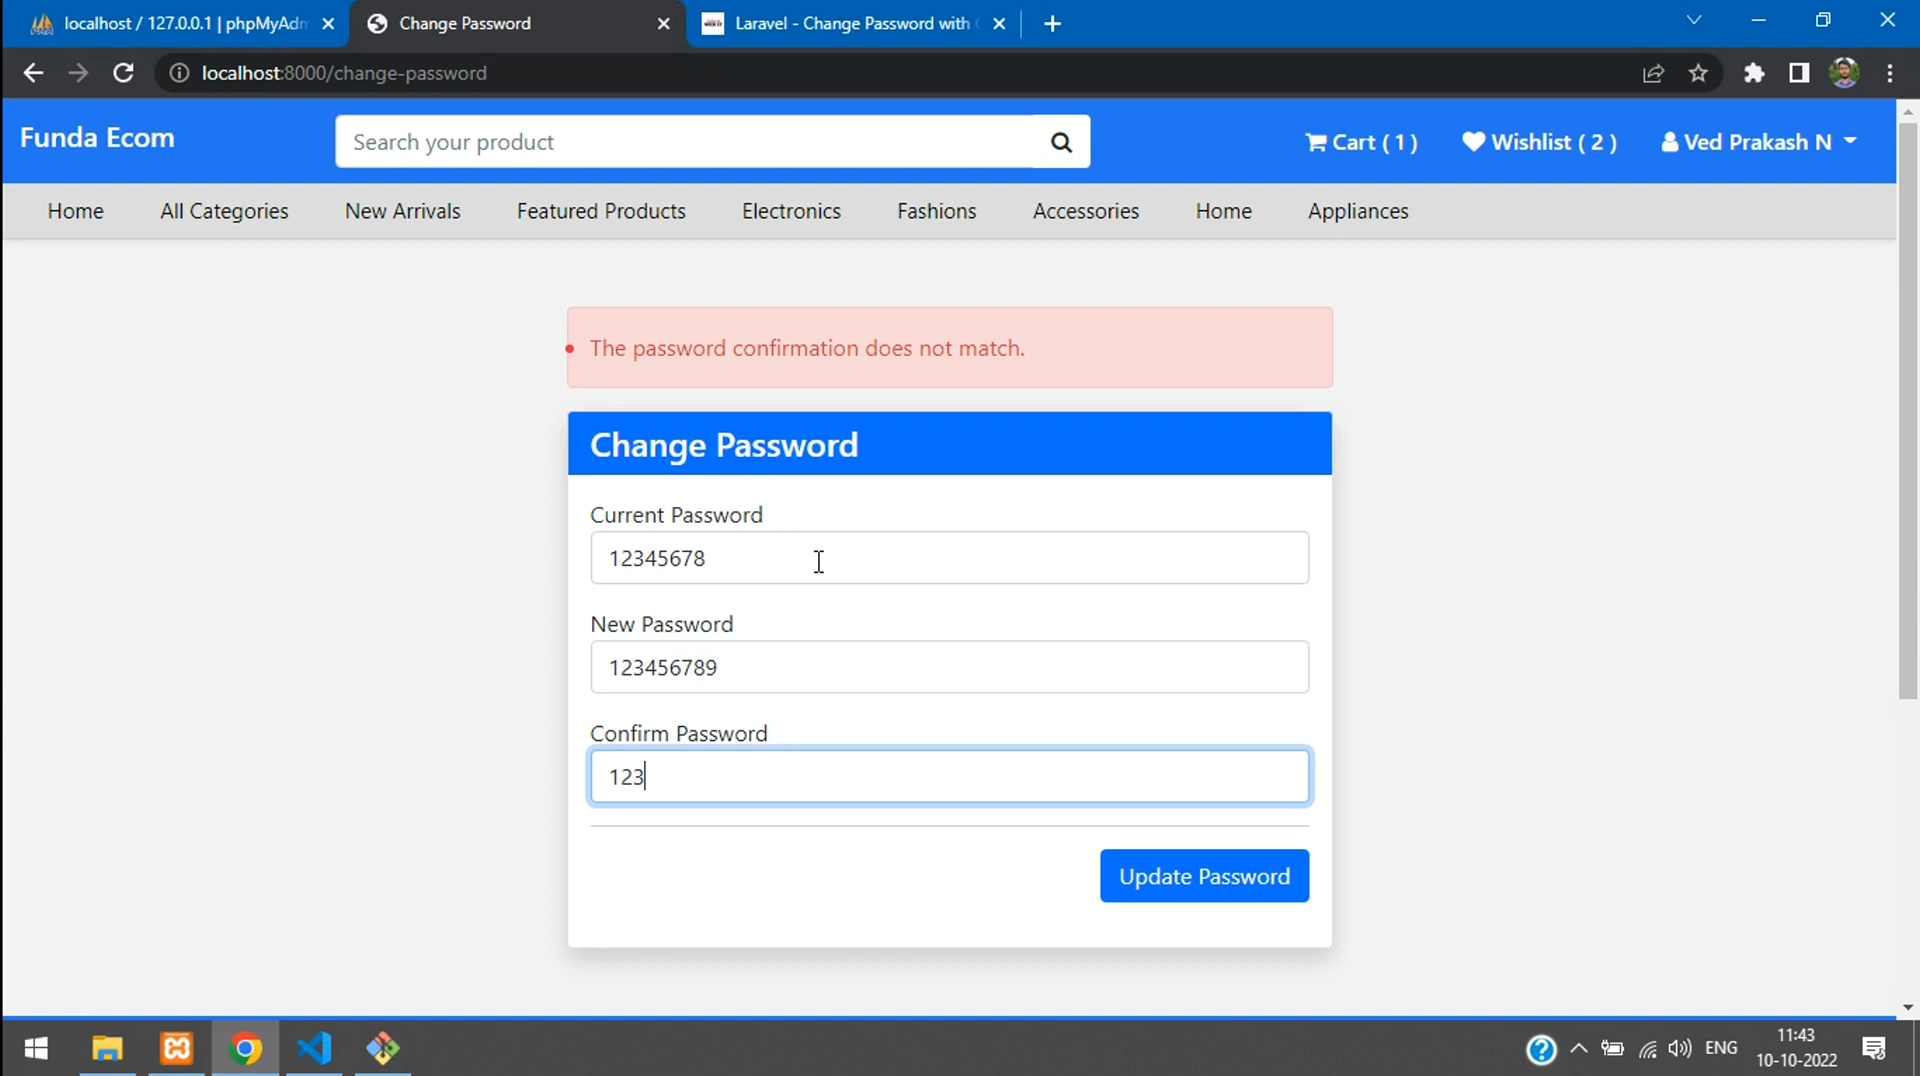 localhost / 127.0.0.1 | phpMyAdm
Change Password
Laravel - Change Password with
localhost:8000/change-password
Funda Ecom
Search your product
Cart ( 1 )
Wishlist ( 2 )
Ved Prakash N
Home
All Categories
New Arrivals
Featured Products
Electronics
Fashions
Accessories
Home
Appliances
The password confirmation does not match.
Change Password
Current Password
12345678
New Password
123456789
Confirm Password
123
Update Password
ENG
11:43
10-10-2022